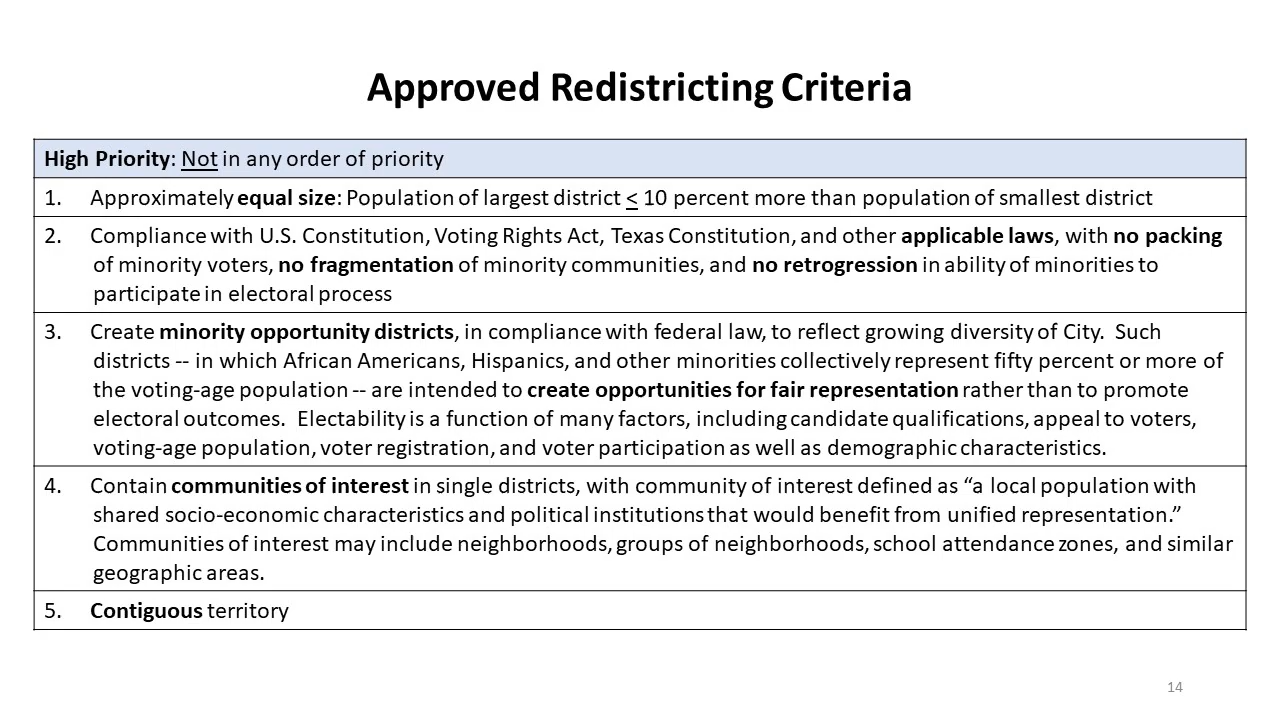 Approved Redistricting Criteria
High Priority: Not in any order of priority
1. Approximately equal size: Population of largest district < 10 percent more than population of smallest district
2. Compliance with U.S. Constitution, Voting Rights Act, Texas Constitution, and other applicable laws, with no packing
of minority voters, no fragmentation of minority communities, and no retrogression in ability of minorities to
participate in electoral process
3. Create minority opportunity districts, in compliance with federal law, to reflect growing diversity of City. Such
districts -- in which African Americans, Hispanics, and other minorities collectively represent fifty percent or more of
the voting-age population -- are intended to create opportunities for fair representation rather than to promote
electoral outcomes. Electability is a function of many factors, including candidate qualifications, appeal to voters,
voting-age population, voter registration, and voter participation as well as demographic characteristics.
4. Contain communities of interest in single districts, with community of interest defined as “a local population with
shared socio-economic characteristics and political institutions that would benefit from unified representation.”
Communities of interest may include neighborhoods, groups of neighborhoods, school attendance zones, and similar
geographic areas.
5. Contiguous territory
14